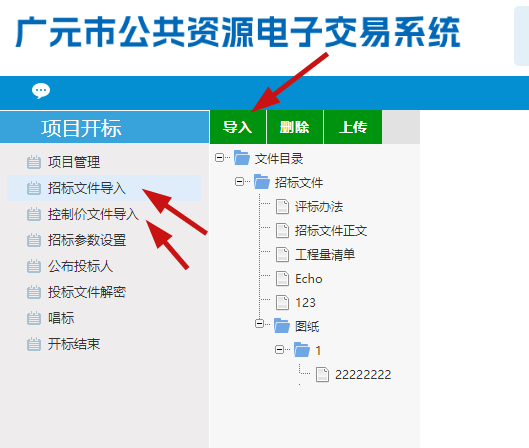 广元市公共资源电子交易系统
项目开标
项目管理
招标文件导入
控制价文件导入
招标参数设置
公布投标人
投标文件解密
唱标
开标结束
导入 删除 上传
文件目录
招标文件
评标办法
招标文件正文
工程量清单
Echo
123
图纸
1
22222222